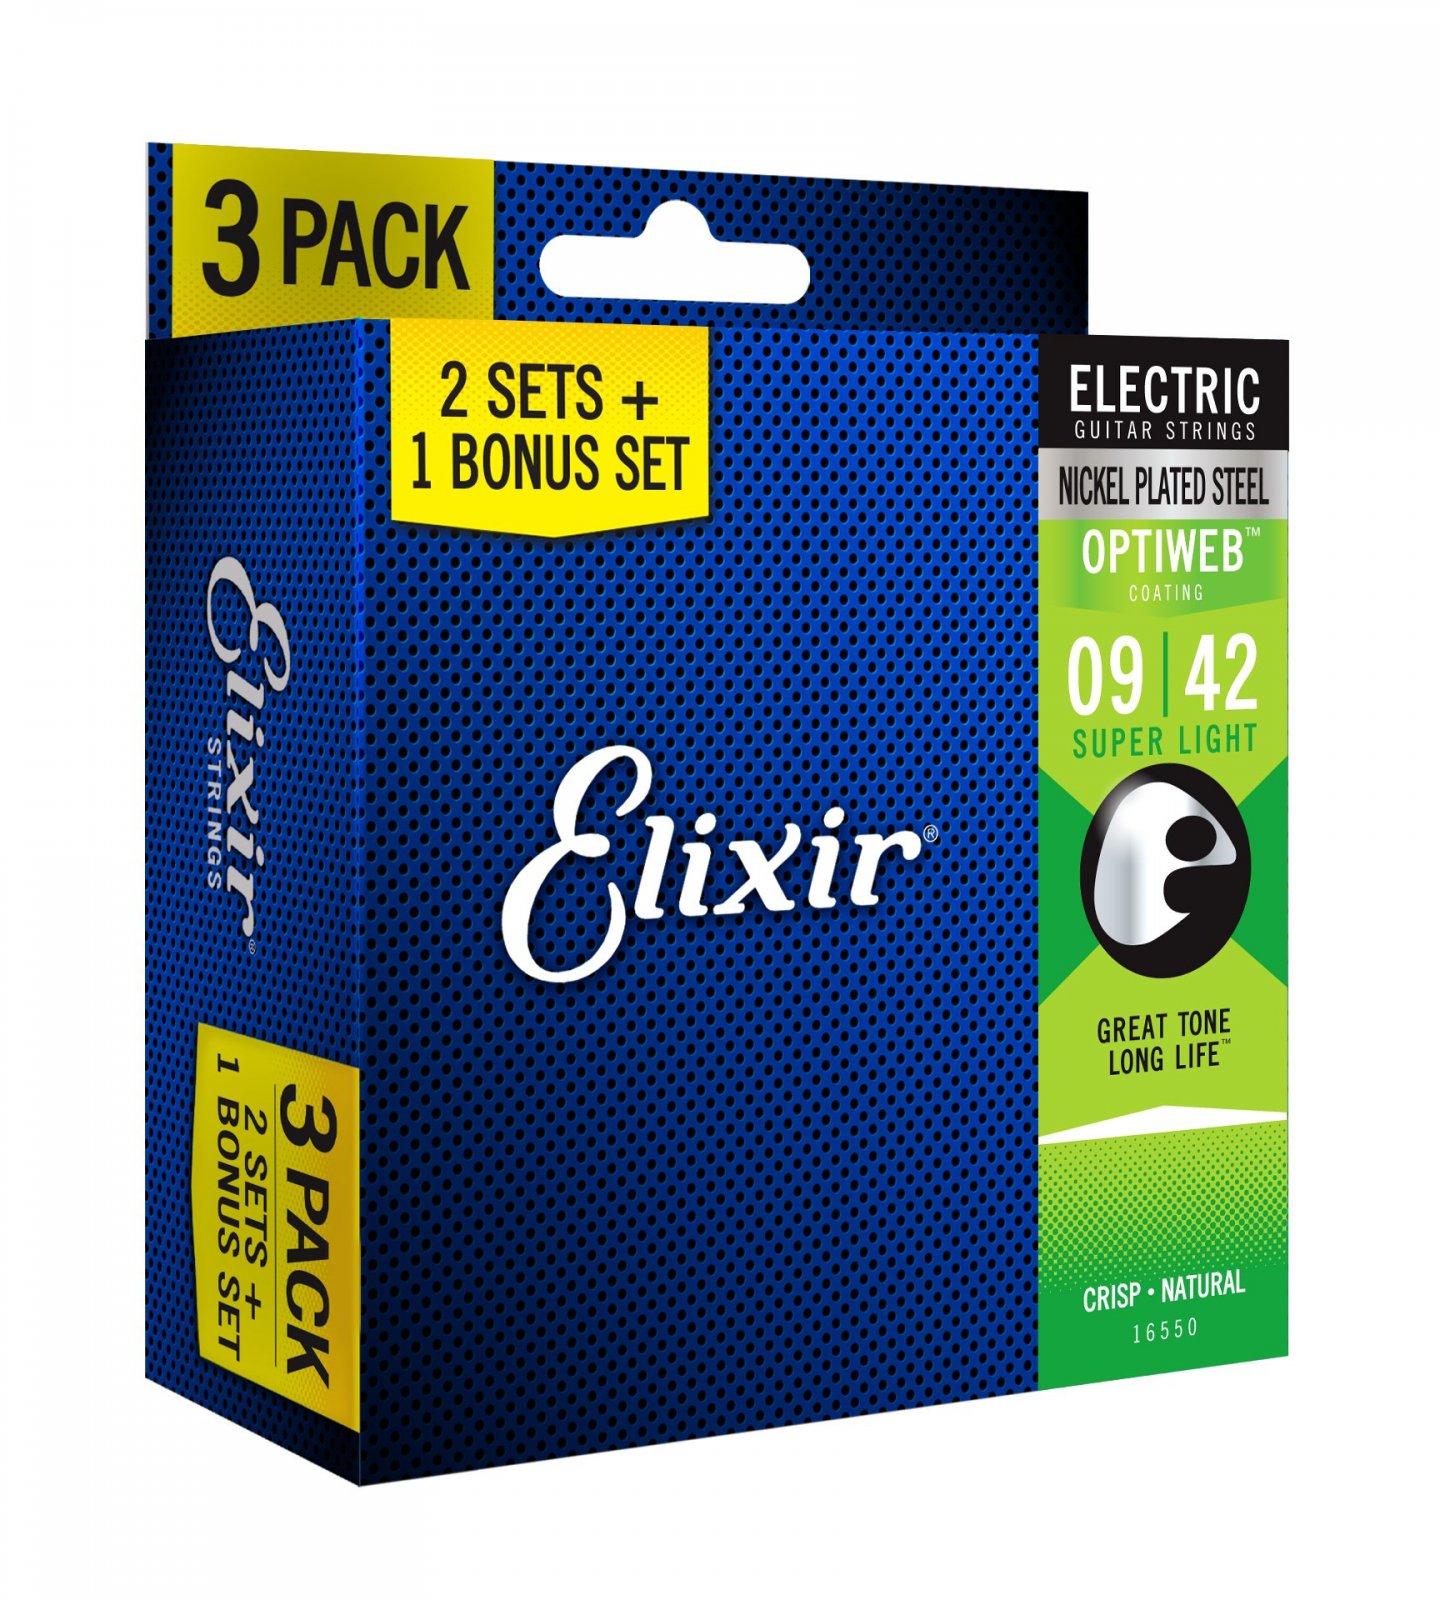 3 PACK
2 SETS +
1 BONUS SET
Elixir®
ELECTRIC
GUITAR STRINGS
NICKEL PLATED STEEL
OPTIWEB™
COATING
09 | 42
SUPER LIGHT
GREAT TONE
LONG LIFE™
CRISP • NATURAL
16550
Elixir®
STRINGS
3 PACK
2 SETS +
1 BONUS SET